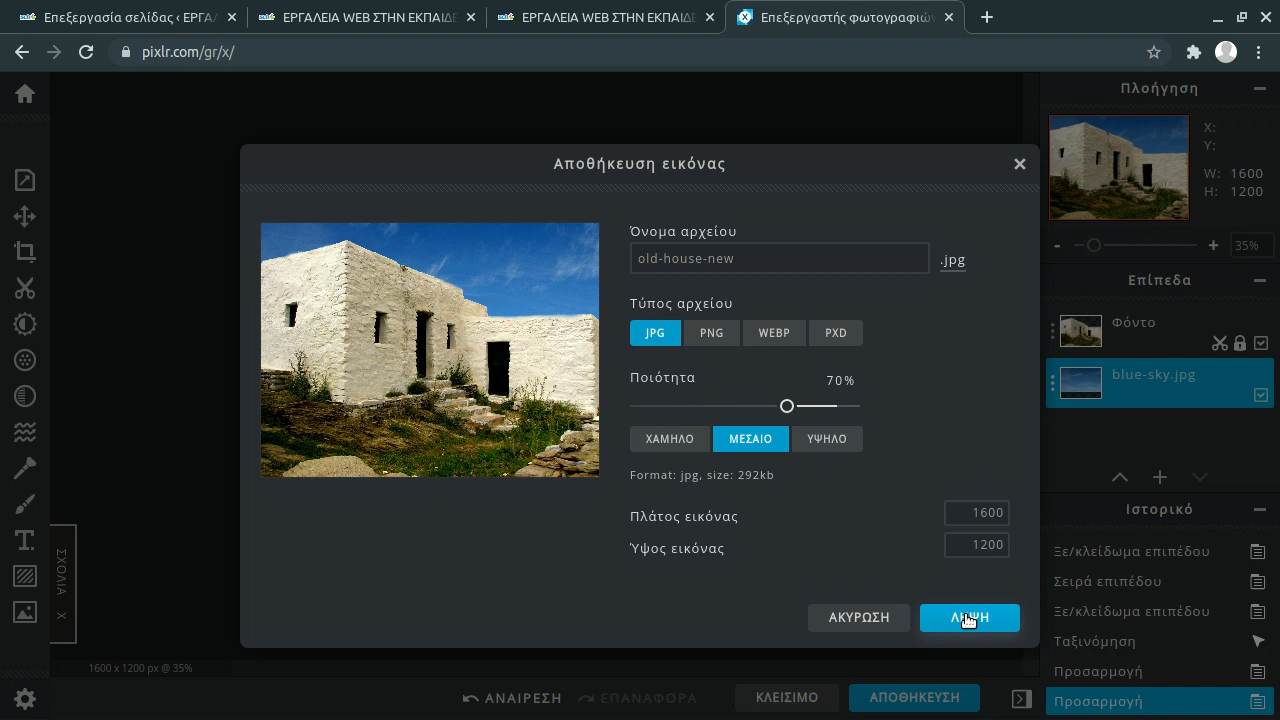 Επεξεργασία σελίδας ‹ ΕΡΓΑ
ΕΡΓΑΛΕΙΑ WEB ΣΤΗΝ ΕΚΠΑΙΔΕ
ΕΡΓΑΛΕΙΑ WEB ΣΤΗΝ ΕΚΠΑΙΔΕ
Επεξεργαστής φωτογραφιών
pixlr.com/gr/x/
Πλοήγηση
X:
Y:
W: 1600
H: 1200
35%
Αποθήκευση εικόνας
Όνομα αρχείου
old-house-new
.jpg
Τύπος αρχείου
JPG
PNG
WEBP
PXD
Ποιότητα
70%
ΧΑΜΗΛΟ
ΜΕΣΑΙΟ
ΥΨΗΛΟ
Format: jpg, size: 292kb
Πλάτος εικόνας
1600
Ύψος εικόνας
1200
ΑΚΥΡΩΣΗ
ΛΗΨΗ
Επίπεδα
Φόντο
blue-sky.jpg
Ιστορικό
Ξε/κλείδωμα επιπέδου
Σειρά επιπέδου
Ξε/κλείδωμα επιπέδου
Ταξινόμηση
Προσαρμογή
Προσαρμογή
ΣΧΟΛΙΑ X
1600 x 1200 px @ 35%
ΑΝΑΙΡΕΣΗ
ΕΠΑΝΑΦΟΡΑ
ΚΛΕΙΣΙΜΟ
ΑΠΟΘΗΚΕΥΣΗ